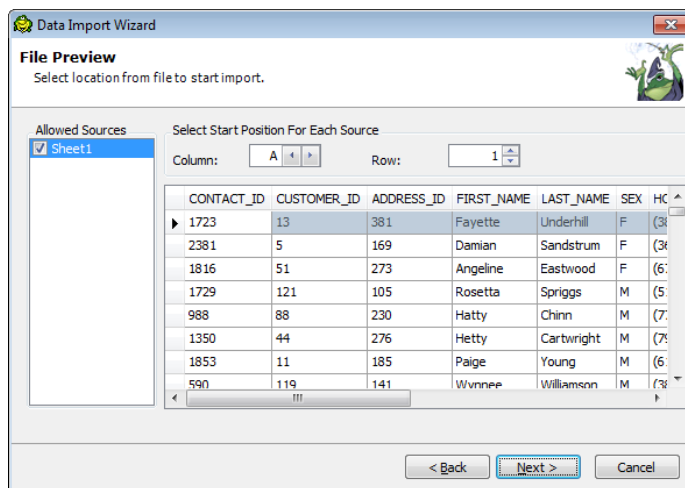 Data Import Wizard
File Preview
Select location from file to start import.
Allowed Sources
Sheet1
Select Start Position For Each Source
Column: A Row: 1
CONTACT_ID CUSTOMER_ID ADDRESS_ID FIRST_NAME LAST_NAME SEX
1723 13 381 Fayette Underhill F
2381 5 169 Damian Sandstrum F
1816 51 273 Angeline Eastwood F
1729 121 105 Rosetta Spriggs M
988 88 230 Hatty Chinn M
1350 44 276 Hetty Cartwright M
1853 11 185 Paige Young M
590 119 141 Wynnee Williamson M
< Back Next > Cancel